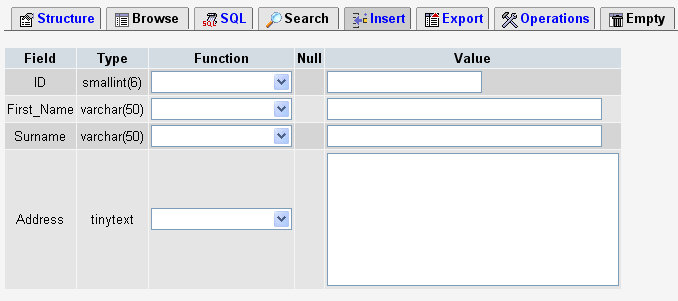 Structure Browse SQL Search Insert Export Operations Empty
Field Type Function Null Value
ID smallint(6)
First_Name varchar(50)
Surname varchar(50)
Address tinytext